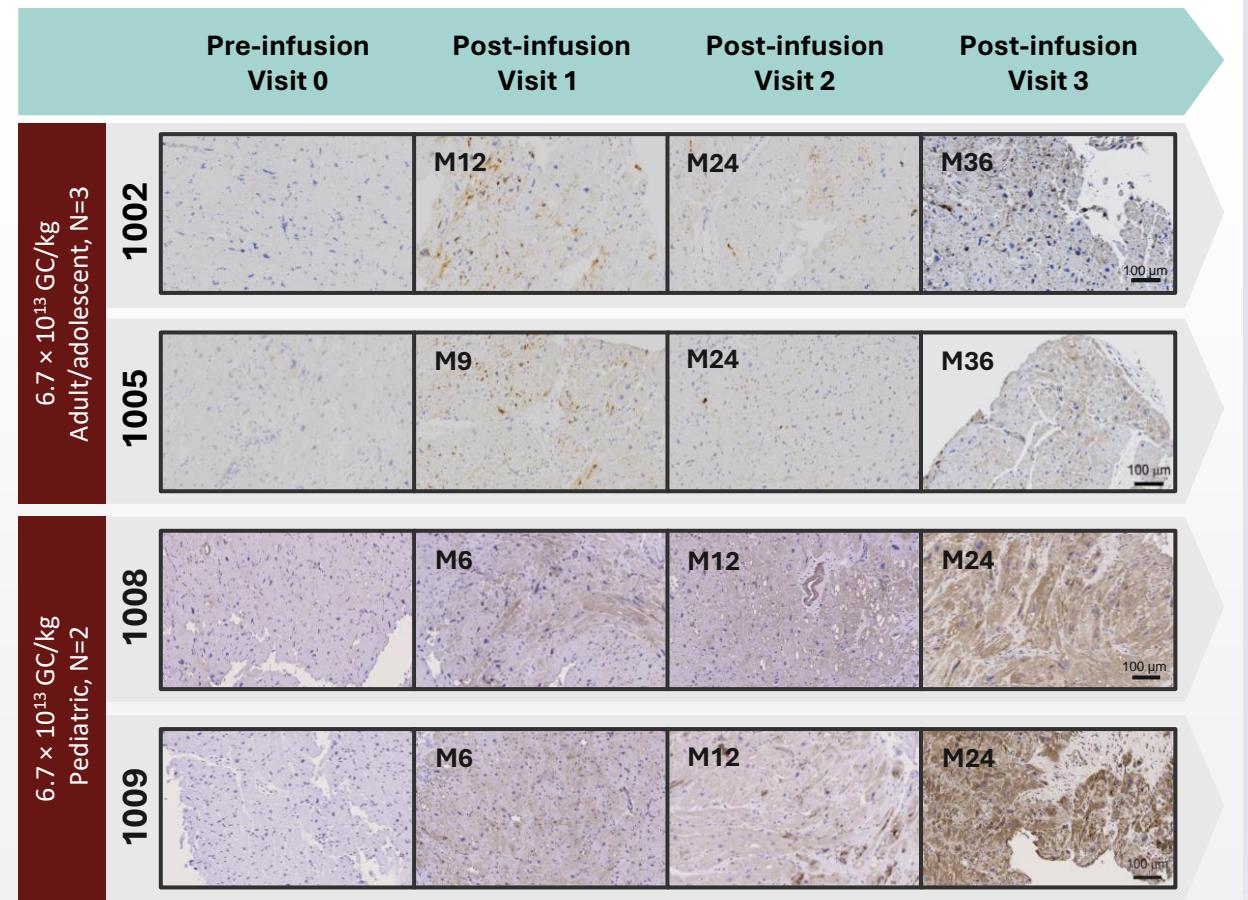 Pre-infusion
Visit 0
Post-infusion
Visit 1
Post-infusion
Visit 2
Post-infusion
Visit 3
6.7 × 10¹³ GC/kg
Adult/adolescent, N=3
1002
M12
M24
M36
100 µm
1005
M9
M24
M36
100 µm
6.7 × 10¹³ GC/kg
Pediatric, N=2
1008
M6
M12
M24
100 µm
1009
M6
M12
M24
100 µm